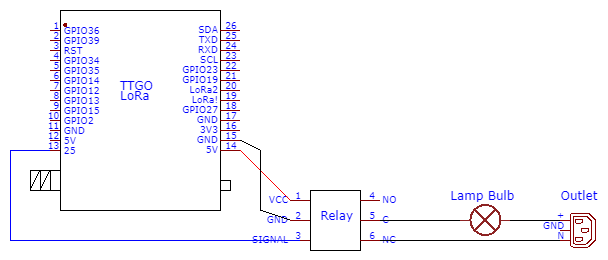 1 GPIO36
2 GPIO39
3 RST
4 GPIO34
5 GPIO35
6 GPIO14
7 GPIO12
8 GPIO13
9 GPIO15
10 GPIO2
11 GND
12 5V
13 25
TTGO
LoRa
SDA 26
TXD 25
RXD 24
SCL 23
GPIO23 22
GPIO19 21
LoRa2 20
LoRa! 19
GPIO27 18
GND 17
3V3 16
GND 15
5V 14
VCC 1
GND 2
SIGNAL 3
Relay
4 NO
5 C
6 NC
Lamp Bulb
Outlet
+
GND
N